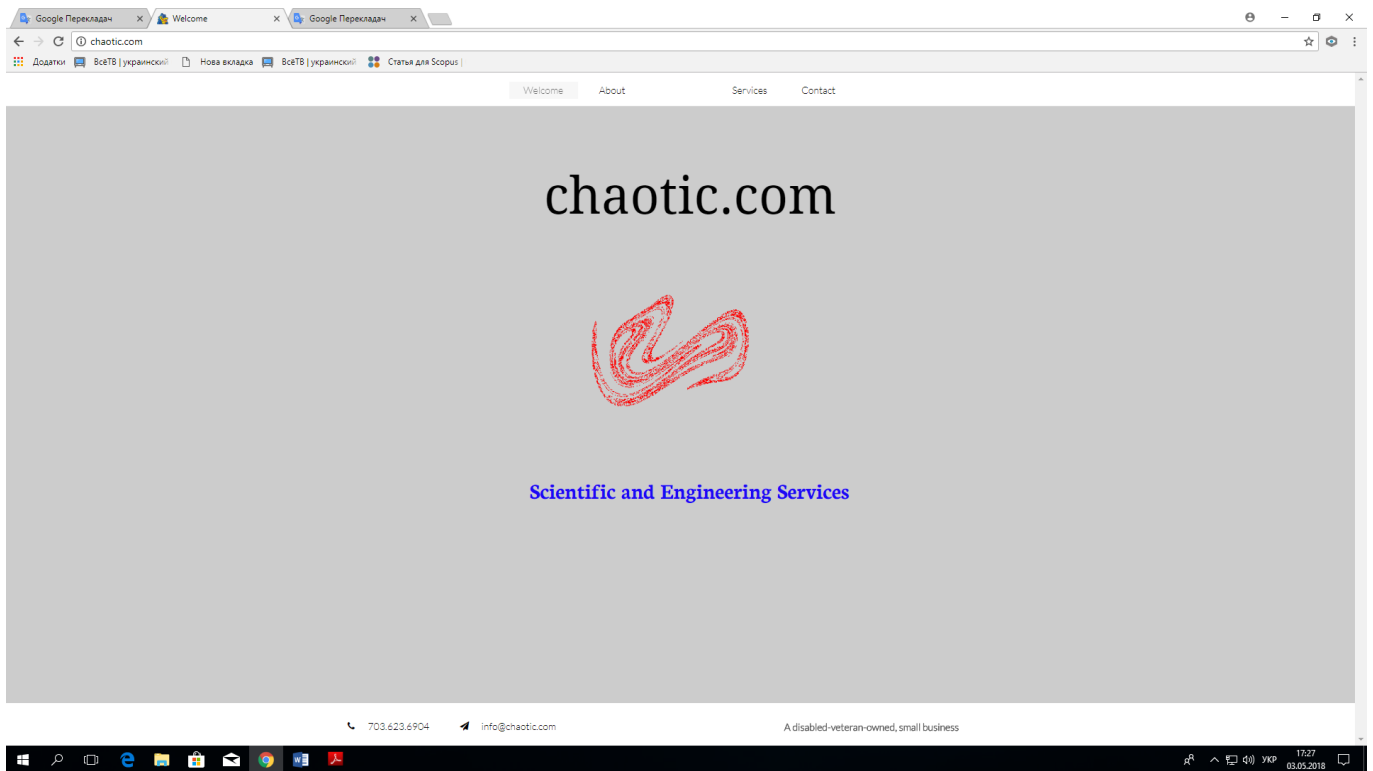 Google Перекладач
Welcome
Google Перекладач
chaotic.com
Додатки ВсёТВ | украинский Нова вкладка ВсёТВ | украинский Статья для Scopus |
Welcome About Services Contact
chaotic.com
Scientific and Engineering Services
703.623.6904 info@chaotic.com A disabled-veteran-owned, small business
УКР
17:27
03.05.2018